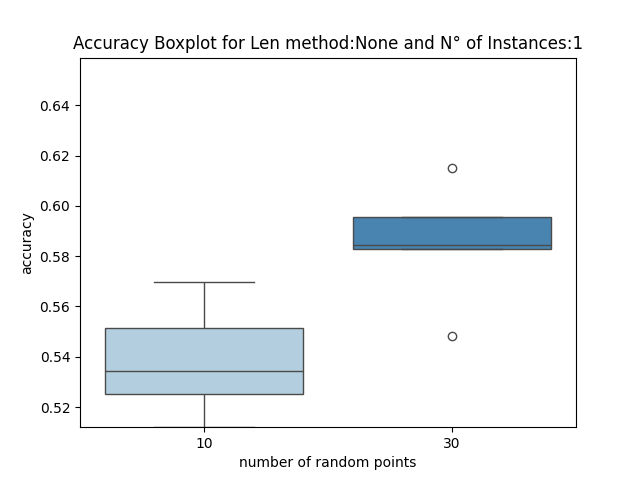 Accuracy Boxplot for Len method:None and N° of Instances:1
0.64
0.62
0.60
0.58
0.56
0.54
0.52
accuracy
10 30
number of random points